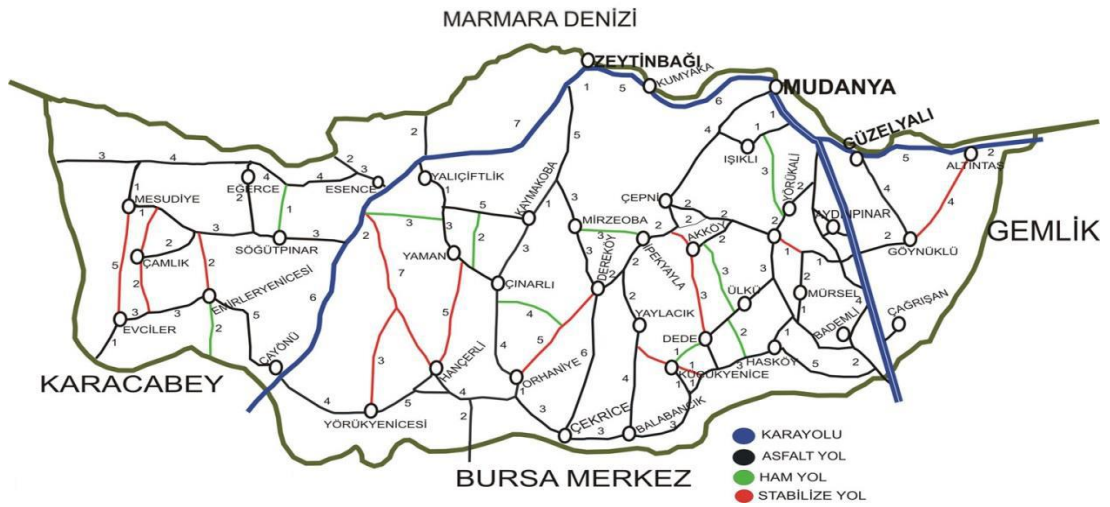 MARMARA DENİZİ
ZEYTİNBAĞI
KUMYAKA
MUDANYA
GÜZELYALI
ALTINTAŞ
IŞIKLI
YÖRÜKALİ
MESUDİYE
EĞERCE
ESENCE
YALIÇİFTLİK
KAYMAKOBA
ÇEPNİ
AYDINPINAR
GÖYNÜKLÜ
GEMLİK
SÖĞÜTPINAR
MİRZEOBA
AKKÖY
İPEKYAYLA
ÇAMLIK
YAMAN
DEREKÖY
EMİRLERYENİCESİ
ÇINARLI
ÜLKÜ
MÜRSEL
ÇAĞRIŞAN
EVCİLER
YAYLACIK
DEDE
BADEMLİ
ÇAYÖNÜ
HANÇERLİ
ORHANİYE
KÜÇÜKYENİCE
HASKÖY
KARACABEY
YÖRÜKYENİCESİ
ÇEKRİCE
BALABANCIK
BURSA MERKEZ
KARAYOLU
ASFALT YOL
HAM YOL
STABİLİZE YOL